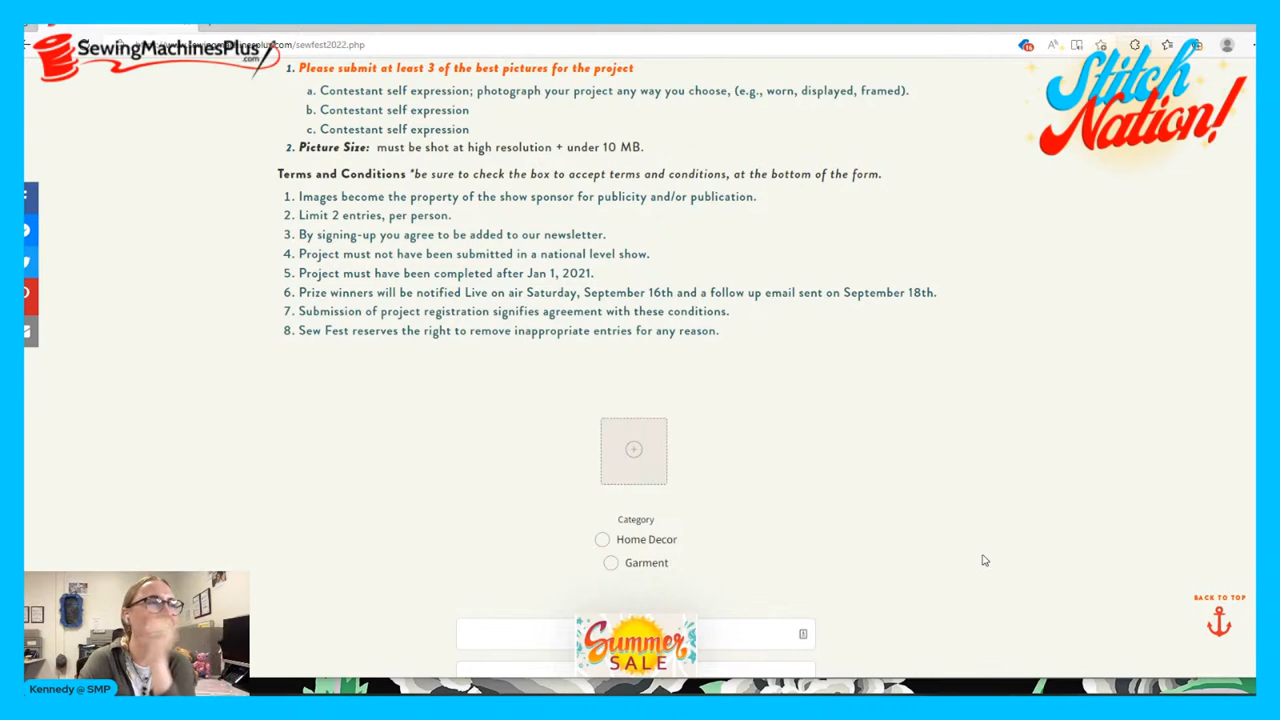 SewingMachinesPlus
.com
/sewfest2022.php
16
Stitch
Nation!
1. Please submit at least 3 of the best pictures for the project
a. Contestant self expression; photograph your project any way you choose, (e.g., worn, displayed, framed).
b. Contestant self expression
c. Contestant self expression
2. Picture Size: must be shot at high resolution + under 10 MB.
Terms and Conditions *be sure to check the box to accept terms and conditions, at the bottom of the form.
1. Images become the property of the show sponsor for publicity and/or publication.
2. Limit 2 entries, per person.
3. By signing-up you agree to be added to our newsletter.
4. Project must not have been submitted in a national level show.
5. Project must have been completed after Jan 1, 2021.
6. Prize winners will be notified Live on air Saturday, September 16th and a follow up email sent on September 18th.
7. Submission of project registration signifies agreement with these conditions.
8. Sew Fest reserves the right to remove inappropriate entries for any reason.
Category
Home Decor
Garment
BACK TO TOP
Summer
SALE
Kennedy @ SMP